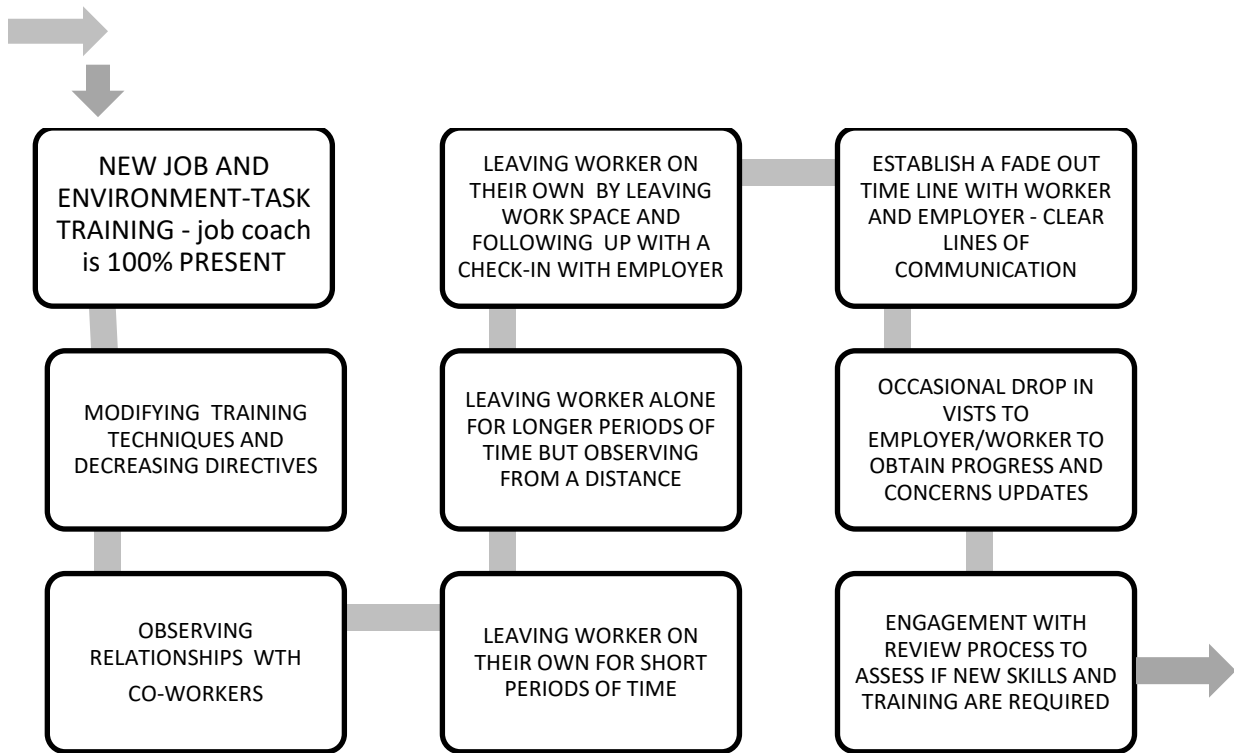 NEW JOB AND
ENVIRONMENT-TASK
TRAINING - job coach
is 100% PRESENT
MODIFYING TRAINING
TECHNIQUES AND
DECREASING DIRECTIVES
OBSERVING
RELATIONSHIPS WTH
CO-WORKERS
LEAVING WORKER ON
THEIR OWN FOR SHORT
PERIODS OF TIME
LEAVING WORKER ALONE
FOR LONGER PERIODS OF
TIME BUT OBSERVING
FROM A DISTANCE
LEAVING WORKER ON
THEIR OWN BY LEAVING
WORK SPACE AND
FOLLOWING UP WITH A
CHECK-IN WITH EMPLOYER
ESTABLISH A FADE OUT
TIME LINE WITH WORKER
AND EMPLOYER - CLEAR
LINES OF
COMMUNICATION
OCCASIONAL DROP IN
VISTS TO
EMPLOYER/WORKER TO
OBTAIN PROGRESS AND
CONCERNS UPDATES
ENGAGEMENT WITH
REVIEW PROCESS TO
ASSESS IF NEW SKILLS AND
TRAINING ARE REQUIRED